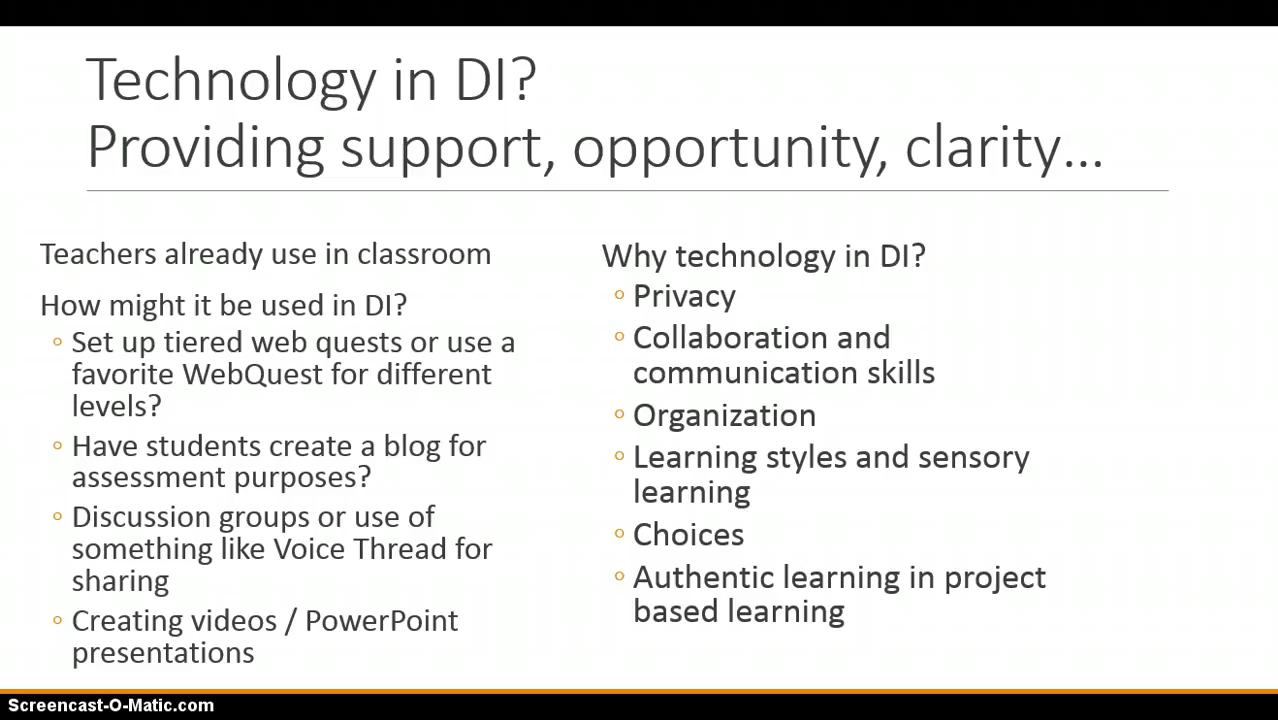 Technology in DI?
Providing support, opportunity, clarity...
Teachers already use in classroom
How might it be used in DI?
Set up tiered web quests or use a
favorite WebQuest for different
levels?
Have students create a blog for
assessment purposes?
Discussion groups or use of
something like Voice Thread for
sharing
Creating videos / PowerPoint
presentations
Why technology in DI?
Privacy
Collaboration and
communication skills
Organization
Learning styles and sensory
learning
Choices
Authentic learning in project
based learning
Screencast-O-Matic.com